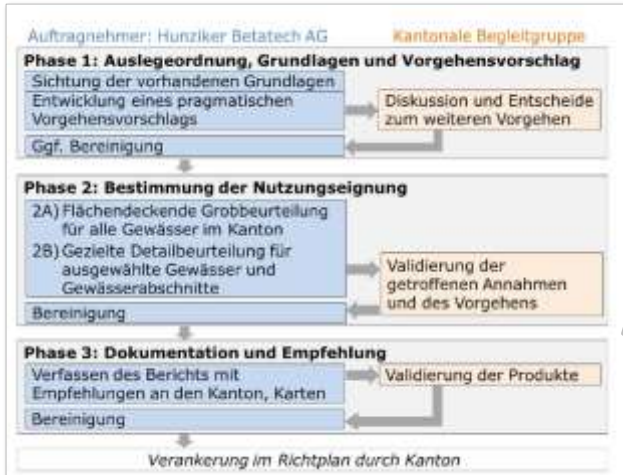 Auftragnehmer: Hunziker Betatech AG
Kantonale Begleitgruppe
Phase 1: Auslegeordnung, Grundlagen und Vorgehensvorschlag
Sichtung der vorhandenen Grundlagen
Entwicklung eines pragmatischen
Vorgehensvorschlags
Diskussion und Entscheide
zum weiteren Vorgehen
Ggf. Bereinigung
Phase 2: Bestimmung der Nutzungseignung
2A) Flächendeckende Grobbeurteilung
für alle Gewässer im Kanton
2B) Gezielte Detailbeurteilung für
ausgewählte Gewässer und
Gewässerabschnitte
Validierung der
getroffenen Annahmen
und des Vorgehens
Bereinigung
Phase 3: Dokumentation und Empfehlung
Verfassen des Berichts mit
Empfehlungen an den Kanton, Karten
Validierung der Produkte
Bereinigung
Verankerung im Richtplan durch Kanton